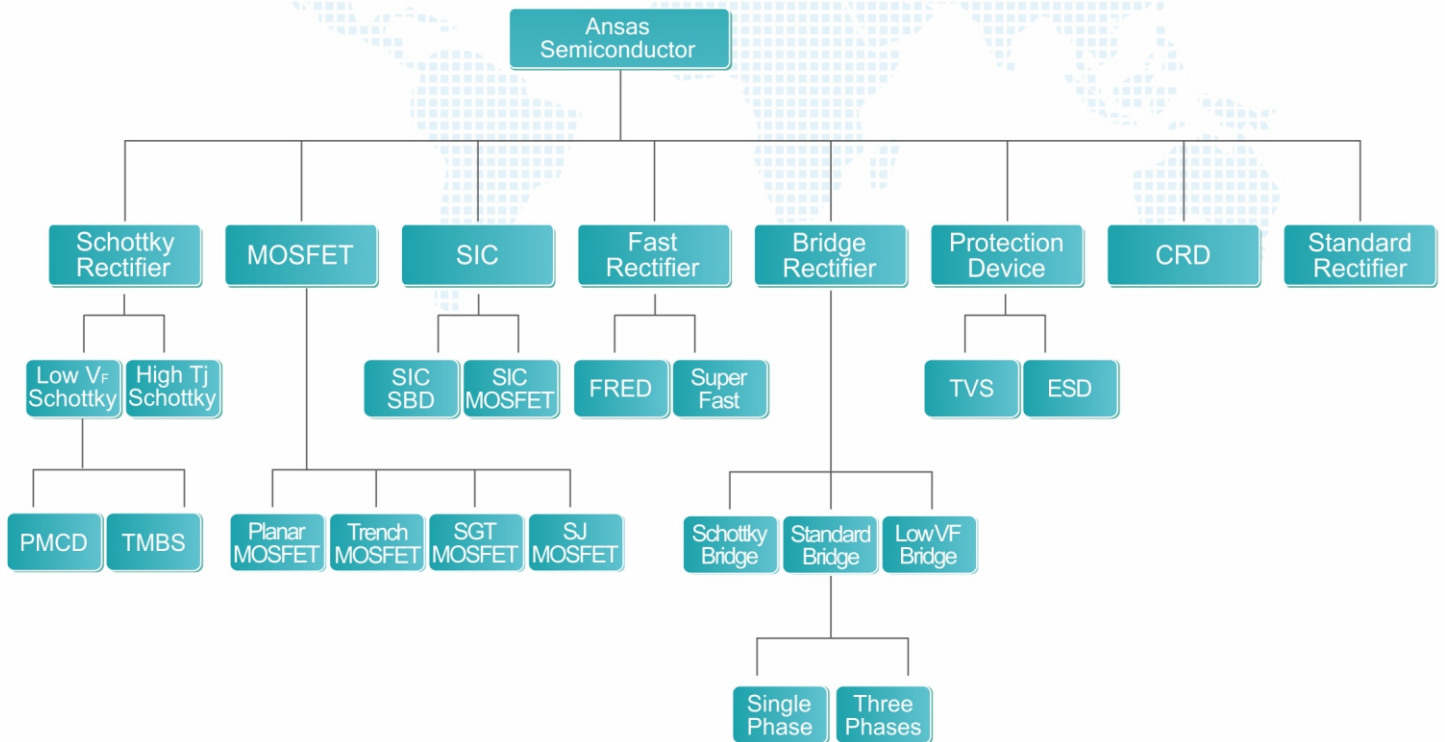 Ansas
Semiconductor
Schottky
Rectifier
MOSFET
SIC
Fast
Rectifier
Bridge
Rectifier
Protection
Device
CRD
Standard
Rectifier
Low VF
Schottky
High Tj
Schottky
SIC
SBD
SIC
MOSFET
FRED
Super
Fast
TVS
ESD
PMCD
TMBS
Planar
MOSFET
Trench
MOSFET
SGT
MOSFET
SJ
MOSFET
Schottky
Bridge
Standard
Bridge
Low VF
Bridge
Single
Phase
Three
Phases